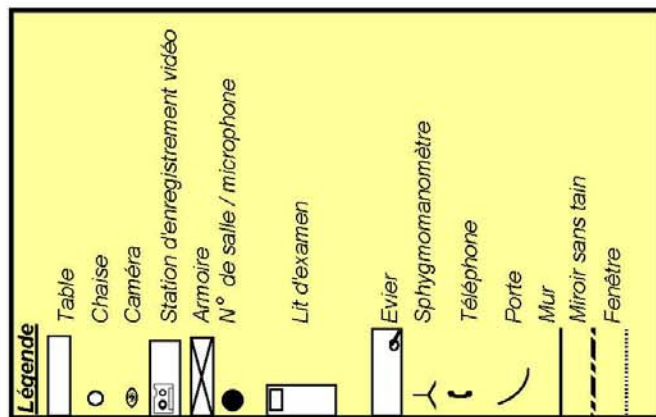 Légende
Table
Chaise
Caméra
Station d'enregistrement vidéo
Armoire
N° de salle / microphone
Lit d'examen
Evier
Sphygmomanomètre
Téléphone
Porte
Mur
Miroir sans tain
Fenêtre